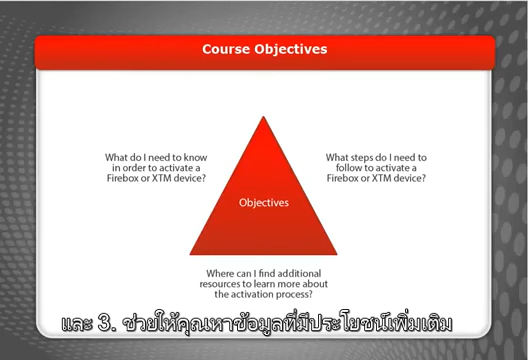 Course Objectives
What do I need to know
in order to activate a
Firebox or XTM device?
What steps do I need to
follow to activate a
Firebox or XTM device?
Objectives
Where can I find additional
resources to learn more about
the activation process?
และ 3. ช่วยให้คุณหาข้อมูลที่มีประโยชน์เพิ่มเติม